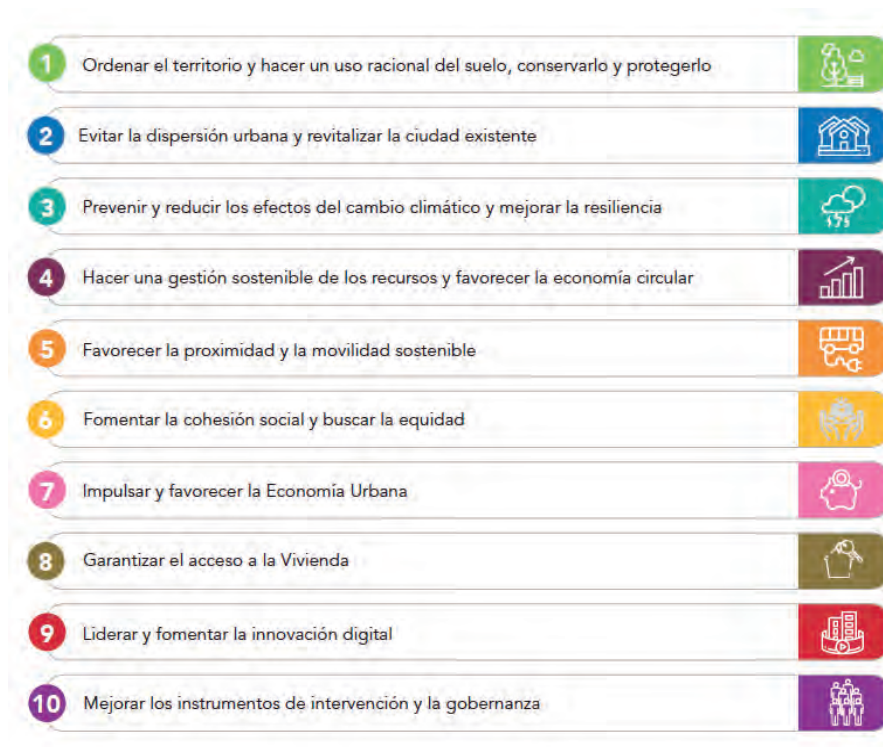 1 Ordenar el territorio y hacer un uso racional del suelo, conservarlo y protegerlo
2 Evitar la dispersión urbana y revitalizar la ciudad existente
3 Prevenir y reducir los efectos del cambio climático y mejorar la resiliencia
4 Hacer una gestión sostenible de los recursos y favorecer la economía circular
5 Favorecer la proximidad y la movilidad sostenible
6 Fomentar la cohesión social y buscar la equidad
7 Impulsar y favorecer la Economía Urbana
8 Garantizar el acceso a la Vivienda
9 Liderar y fomentar la innovación digital
10 Mejorar los instrumentos de intervención y la gobernanza